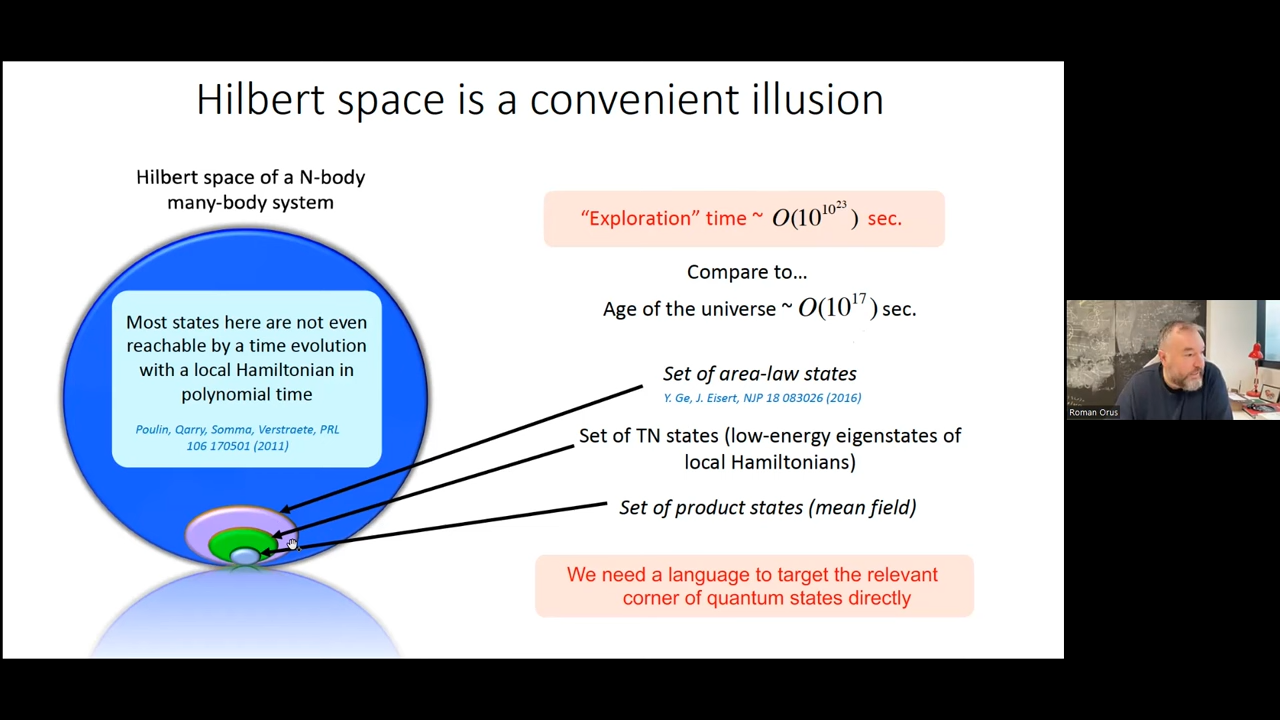 Hilbert space is a convenient illusion
Hilbert space of a N-body
many-body system
Most states here are not even
reachable by a time evolution
with a local Hamiltonian in
polynomial time
Poulin, Qarry, Somma, Verstraete, PRL
106 170501 (2011)
“Exploration” time ~ O(10^{10^{23}}) sec.
Compare to...
Age of the universe ~ O(10^{17}) sec.
Set of area-law states
Y. Ge, J. Eisert, NJP 18 083026 (2016)
Set of TN states (low-energy eigenstates of
local Hamiltonians)
Set of product states (mean field)
We need a language to target the relevant
corner of quantum states directly
Roman Orus